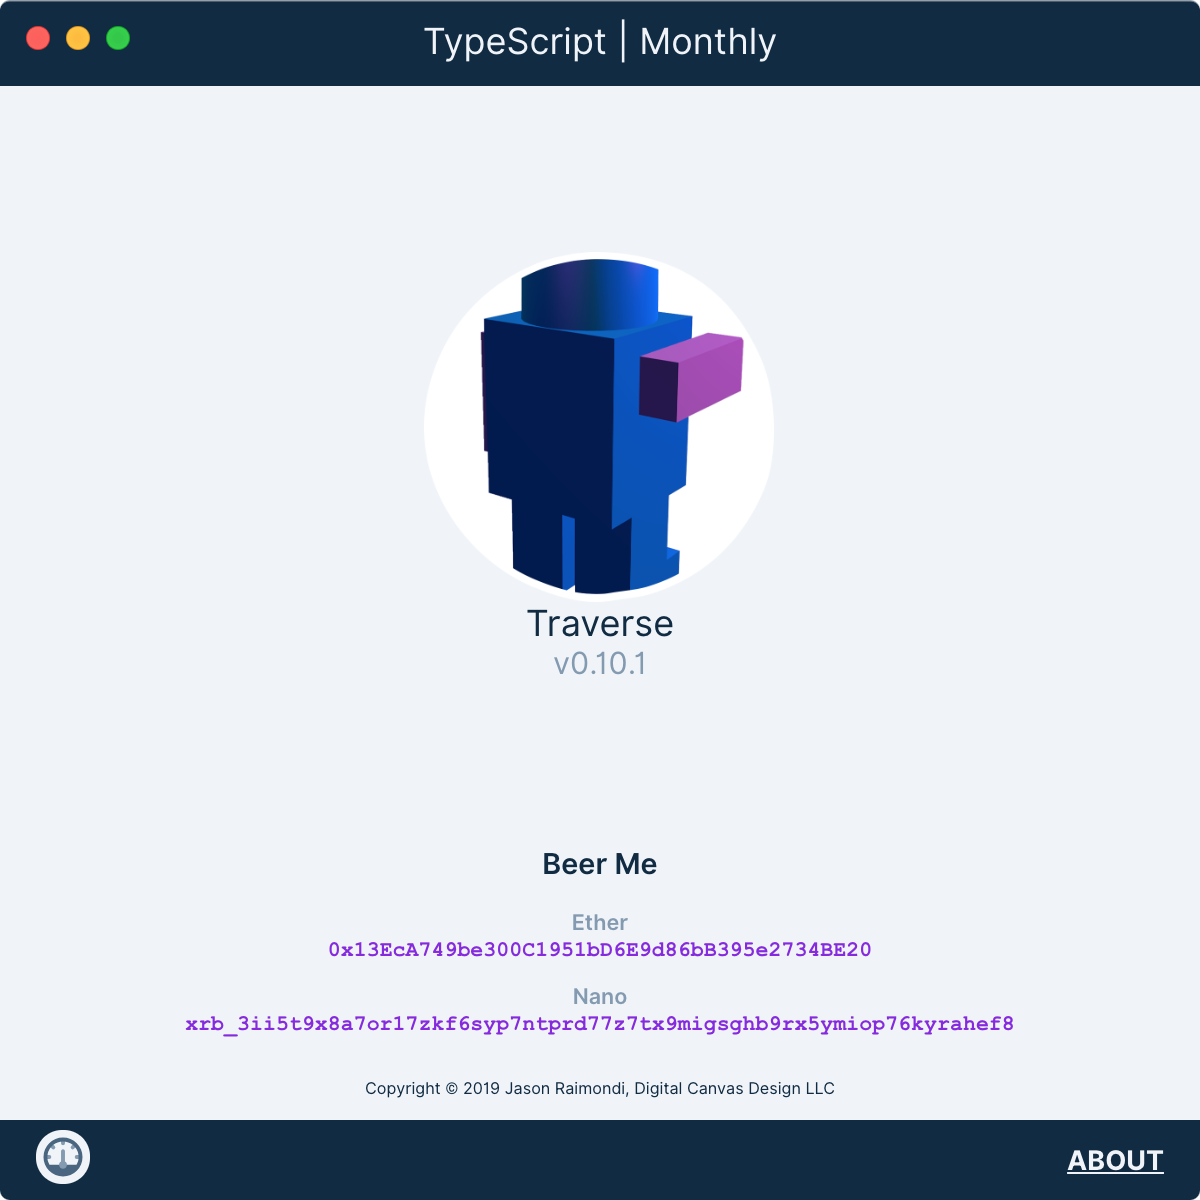 TypeScript | Monthly
Traverse
v0.10.1
Beer Me
Ether
0x13EcA749be300C1951bD6E9d86bB395e2734BE20
Nano
xrb_3ii5t9x8a7or17zkf6syp7ntprd77z7tx9migsghb9rx5ymiop76kyrahef8
Copyright © 2019 Jason Raimondi, Digital Canvas Design LLC
ABOUT